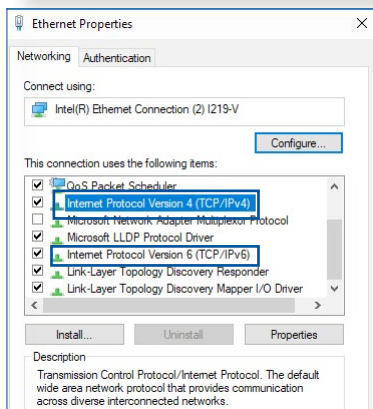 Ethernet Properties
Networking Authentication
Connect using:
Intel(R) Ethernet Connection (2) I219-V
Configure...
This connection uses the following items:
QoS Packet Scheduler
Internet Protocol Version 4 (TCP/IPv4)
Microsoft Network Adapter Multiplexor Protocol
Microsoft LLDP Protocol Driver
Internet Protocol Version 6 (TCP/IPv6)
Link-Layer Topology Discovery Responder
Link-Layer Topology Discovery Mapper I/O Driver
Install... Uninstall Properties
Description
Transmission Control Protocol/Internet Protocol. The default
wide area network protocol that provides communication
across diverse interconnected networks.